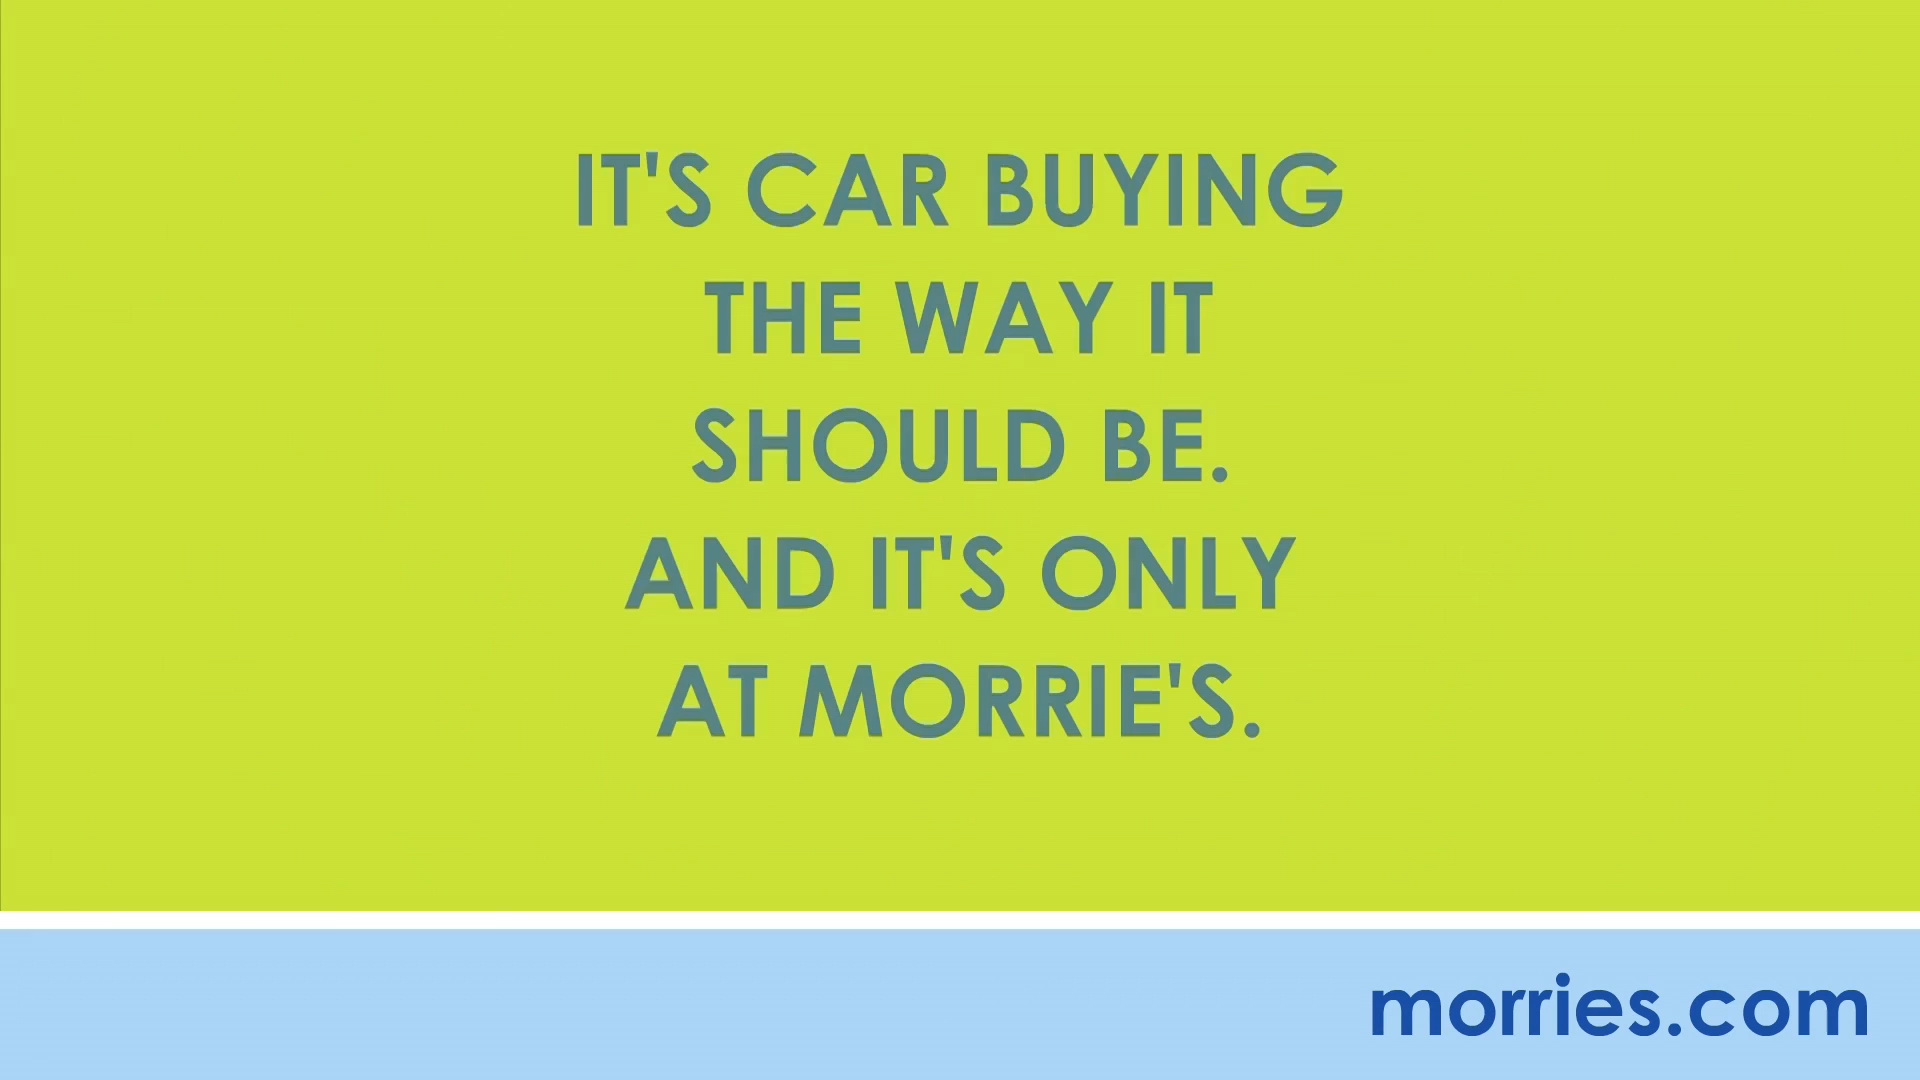 IT'S CAR BUYING
THE WAY IT
SHOULD BE.
AND IT'S ONLY
AT MORRIE'S.
morries.com